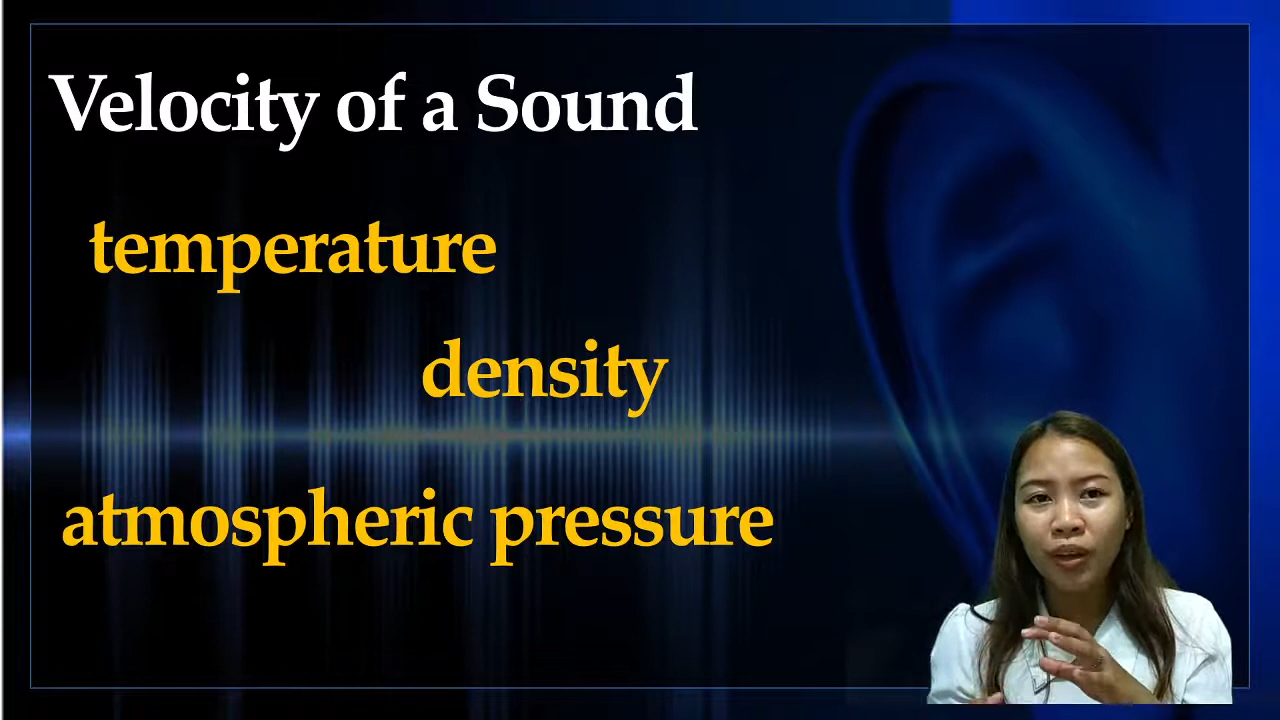 Velocity of a Sound
temperature
density
atmospheric pressure